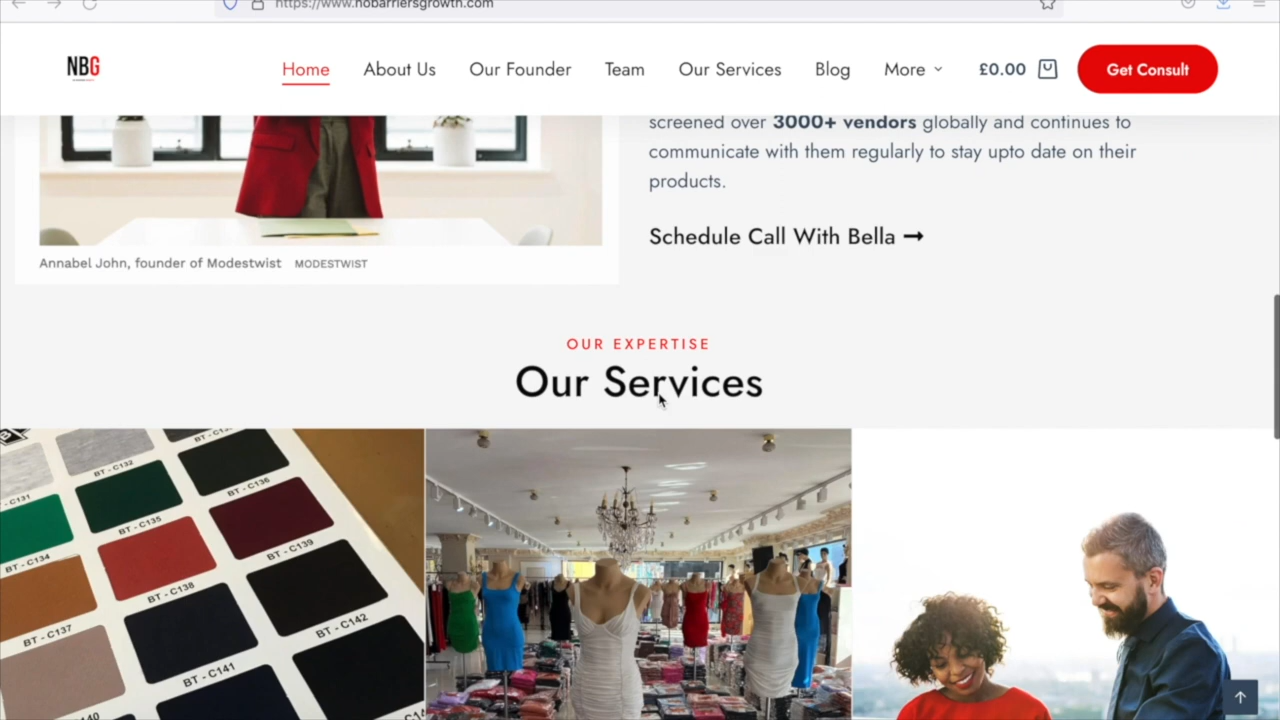 https://www.nobarriersgrowth.com
NBG
Home
About Us
Our Founder
Team
Our Services
Blog
More
£0.00
Get Consult
screened over 3000+ vendors globally and continues to
communicate with them regularly to stay upto date on their
products.
Schedule Call With Bella →
Annabel John, founder of Modestwist MODESTWIST
OUR EXPERTISE
Our Services
BT - C132
C131
BT - C136
BT - C135
BT - C134
BT - C139
BT - C138
BT - C137
BT - C142
BT - C141